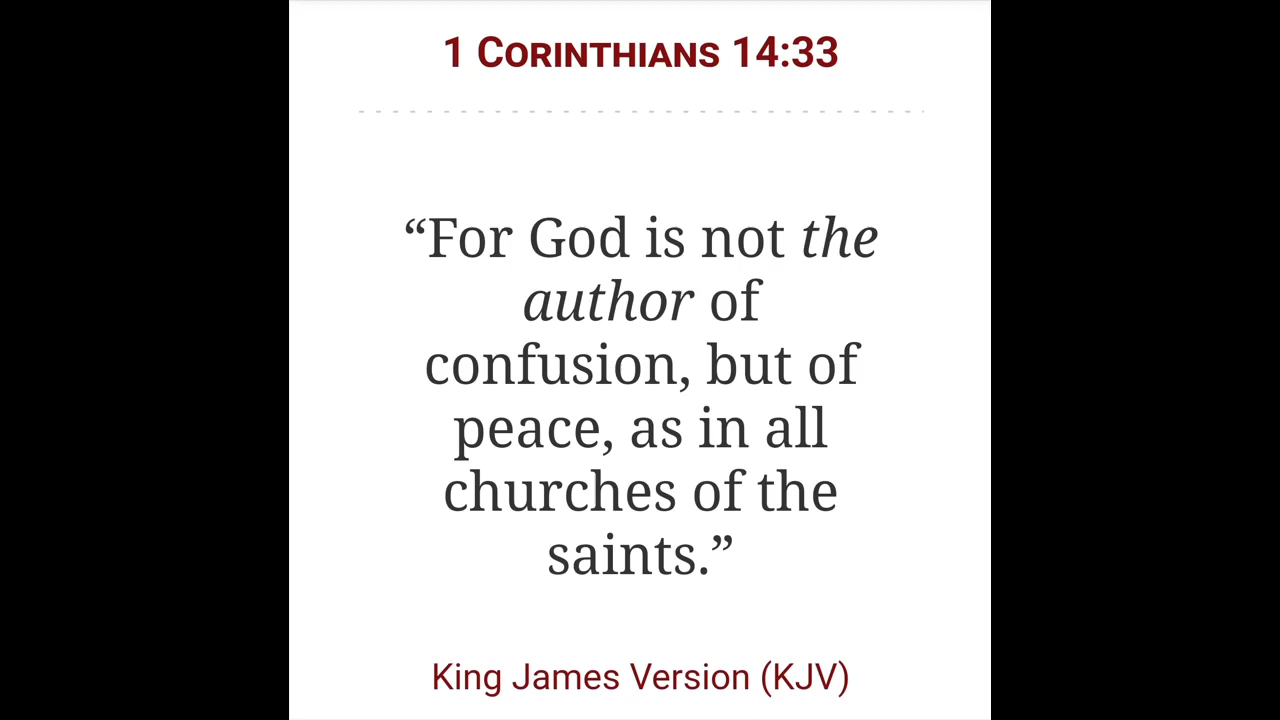 1 Corinthians 14:33
“For God is not the
author of
confusion, but of
peace, as in all
churches of the
saints.”
King James Version (KJV)